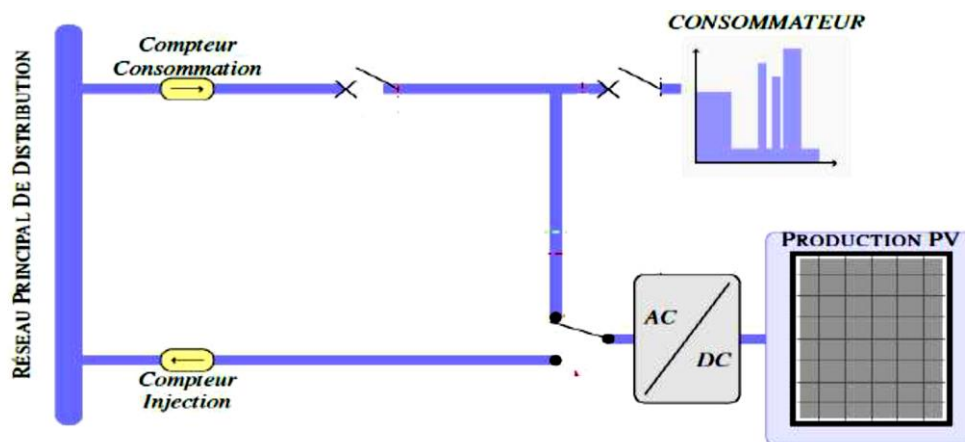 RÉSEAU PRINCIPAL DE DISTRIBUTION
Compteur
Consommation
CONSOMMATEUR
PRODUCTION PV
AC
DC
Compteur
Injection